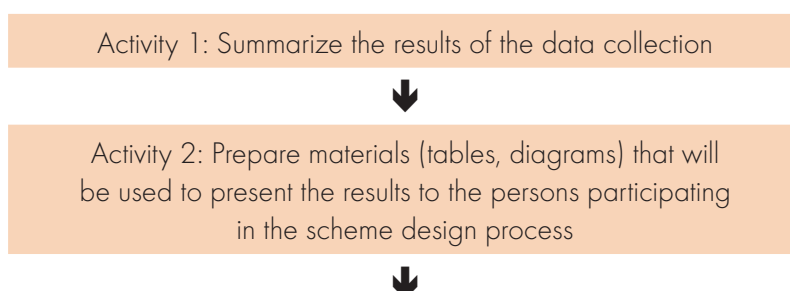 Activity 1: Summarize the results of the data collection
Activity 2: Prepare materials (tables, diagrams) that will
be used to present the results to the persons participating
in the scheme design process